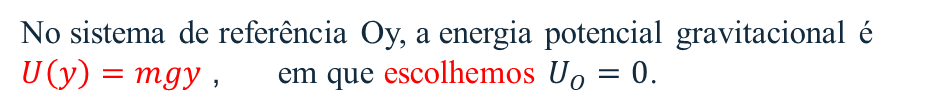 No sistema de referência Oy, a energia potencial gravitacional é
U(y) = mgy , em que escolhemos U_O = 0.